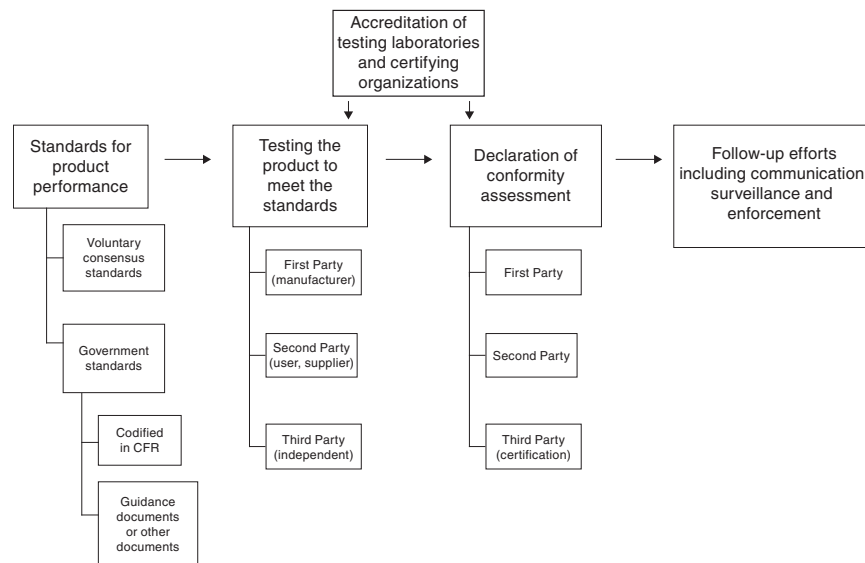 Accreditation of
testing laboratories
and certifying
organizations
Standards for
product
performance
Testing the
product to
meet the
standards
Declaration of
conformity
assessment
Follow-up efforts
including communication
surveillance and
enforcement
Voluntary
consensus
standards
Government
standards
Codified
in CFR
Guidance
documents
or other
documents
First Party
(manufacturer)
Second Party
(user, supplier)
Third Party
(independent)
First Party
Second Party
Third Party
(certification)